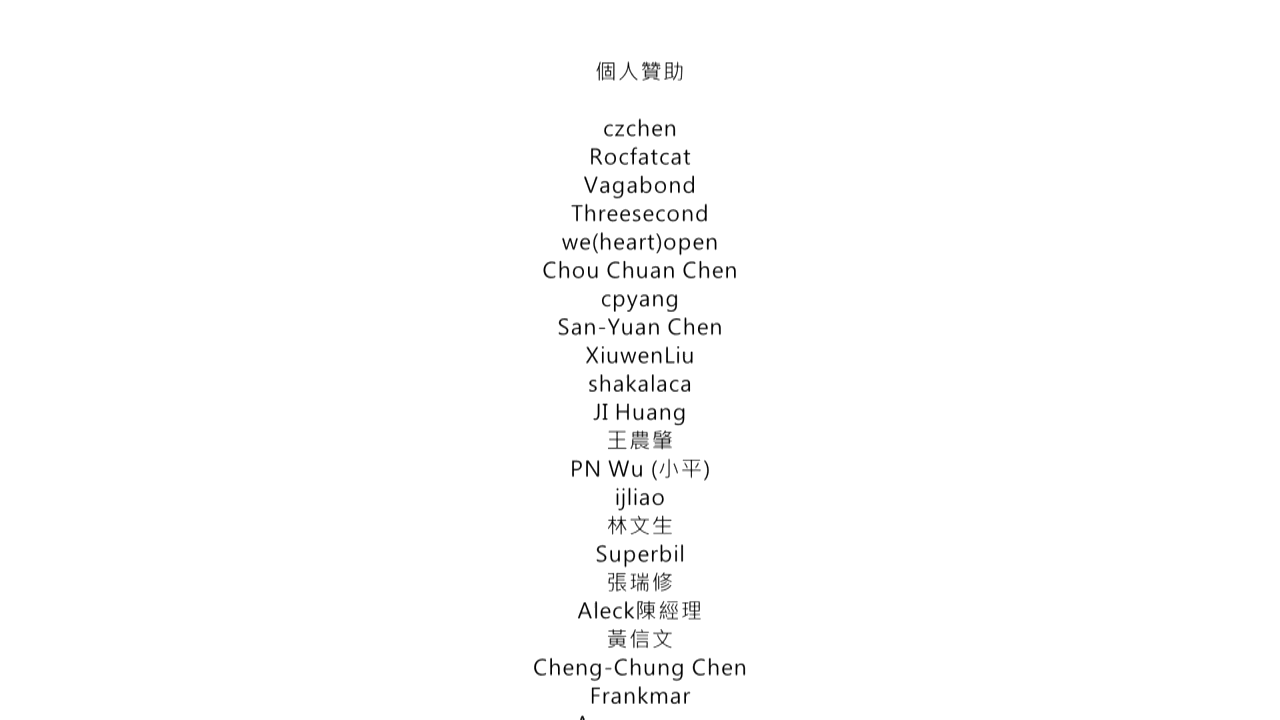 個人贊助
czchen
Rocfatcat
Vagabond
Threesecond
we(heart)open
Chou Chuan Chen
cpyang
San-Yuan Chen
XiuwenLiu
shakalaca
JI Huang
王農肇
PN Wu (小平)
ijliao
林文生
Superbil
張瑞修
Aleck陳經理
黃信文
Cheng-Chung Chen
Frankmar